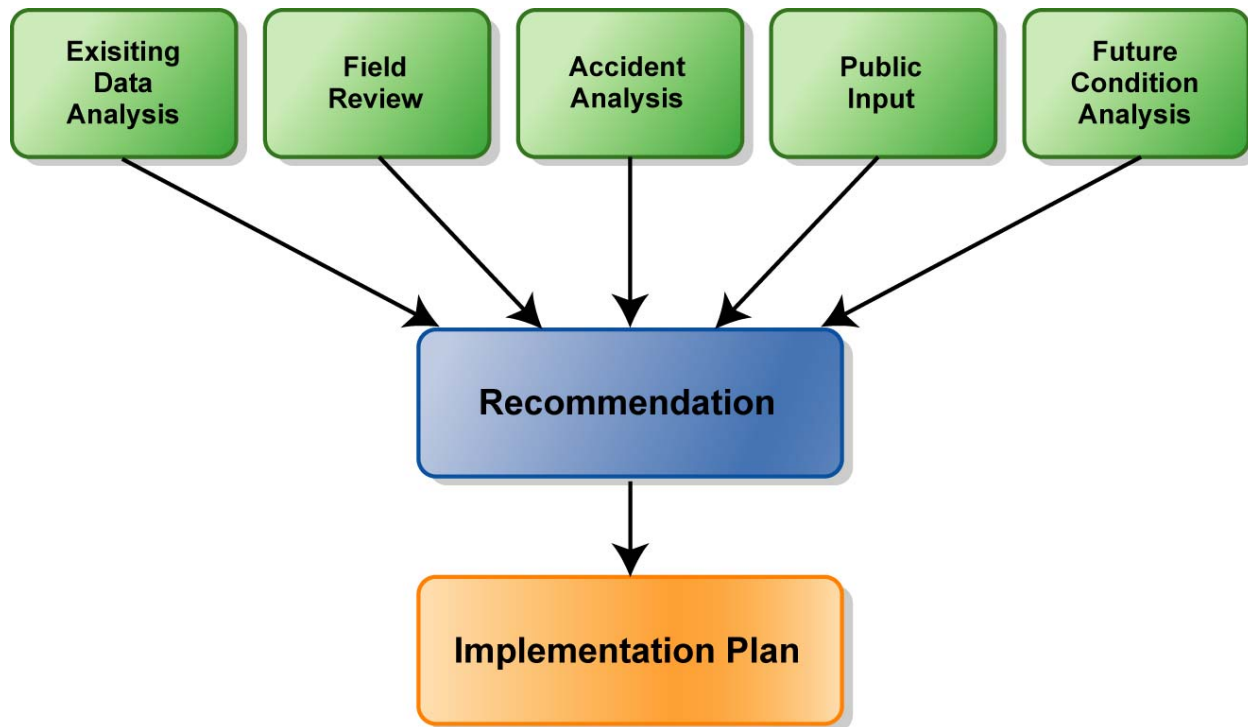 Exisiting
Data
Analysis
Field
Review
Accident
Analysis
Public
Input
Future
Condition
Analysis
Recommendation
Implementation Plan